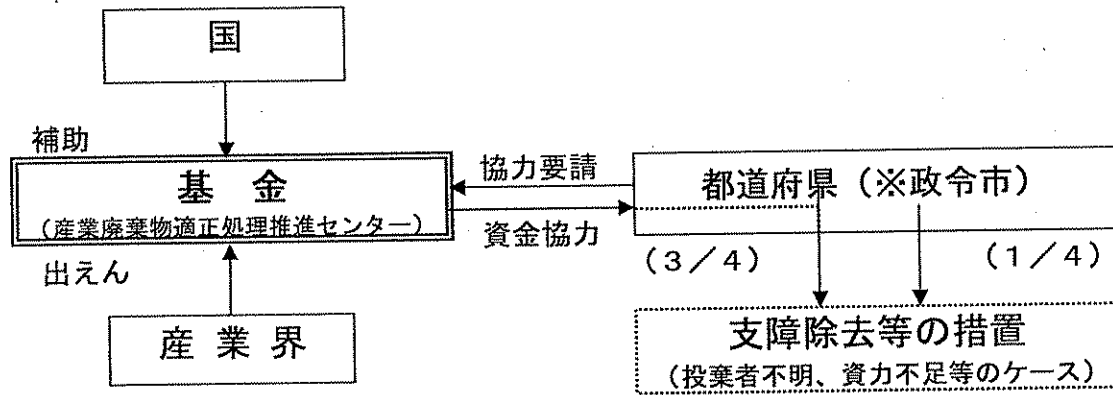 国
補助
基 金
(産業廃棄物適正処理推進センター)
出えん
産 業 界
協力要請
資金協力
都道府県(※政令市)
(3/4)
(1/4)
支障除去等の措置
(投棄者不明、資力不足等のケース)